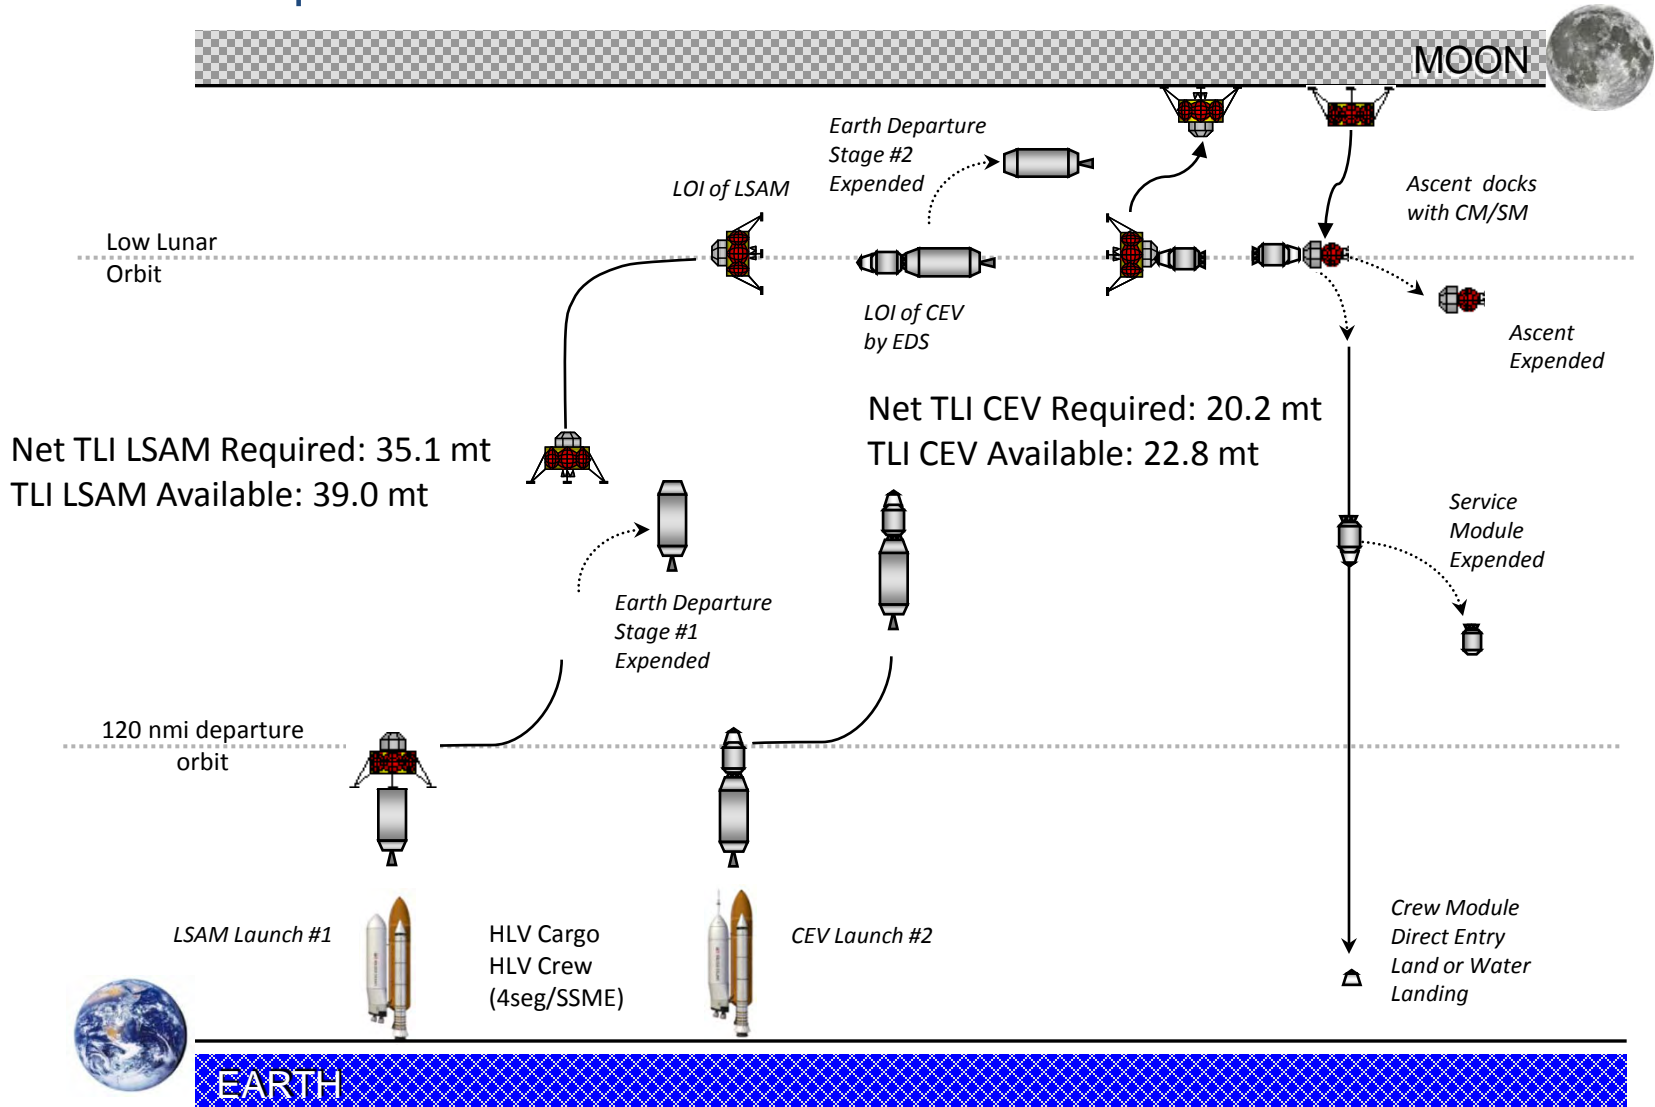 MOON
Earth Departure
Stage #2
Expended
LOI of LSAM
Ascent docks
with CM/SM
Low Lunar
Orbit
LOI of CEV
by EDS
Ascent
Expended
Net TLI CEV Required: 20.2 mt
TLI CEV Available: 22.8 mt
Net TLI LSAM Required: 35.1 mt
TLI LSAM Available: 39.0 mt
Service
Module
Expended
Earth Departure
Stage #1
Expended
120 nmi departure
orbit
LSAM Launch #1
HLV Cargo
HLV Crew
(4seg/SSME)
CEV Launch #2
Crew Module
Direct Entry
Land or Water
Landing
EARTH